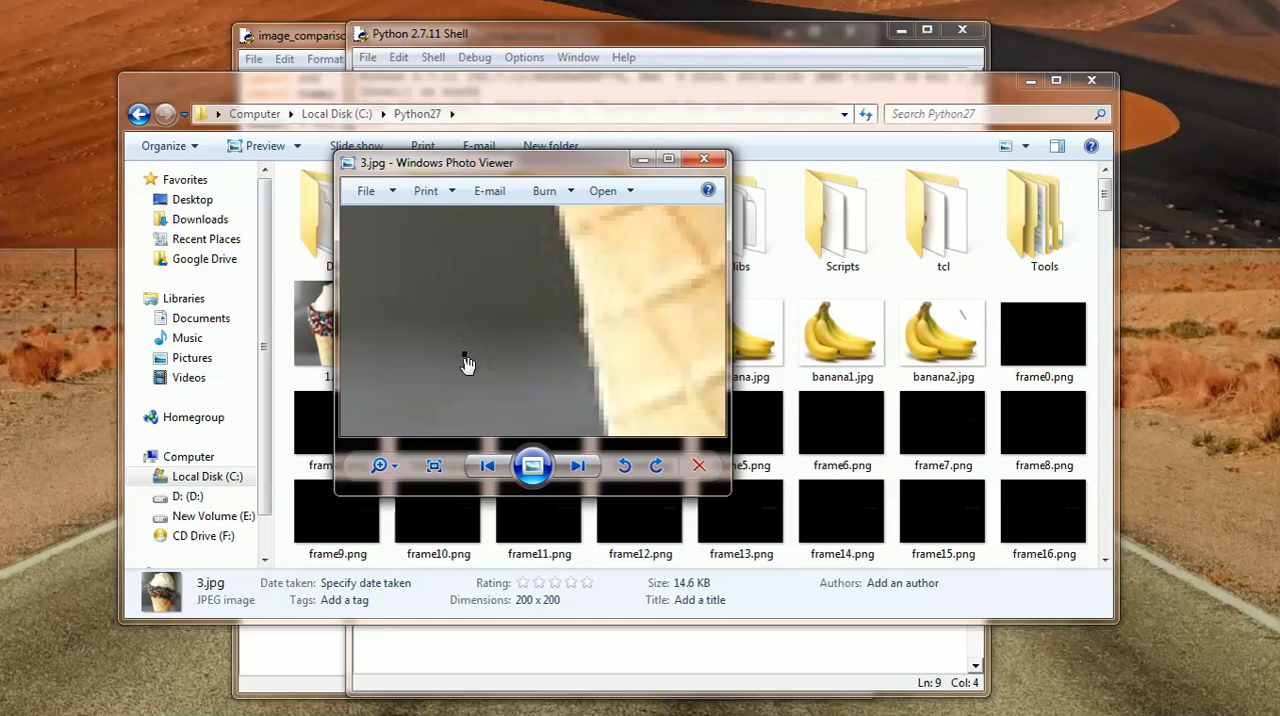 image_compariso
Python 2.7.11 Shell
File Edit Format
File Edit Shell Debug Options Window Help
Computer Local Disk (C:) Python27
Search Python27
Organize Preview Slide show Print E-mail New folder
3.jpg - Windows Photo Viewer
File Print E-mail Burn Open
Favorites
Desktop
Downloads
Recent Places
Google Drive
Libraries
Documents
Music
Pictures
Videos
Homegroup
Computer
Local Disk (C:)
D: (D:)
New Volume (E:)
CD Drive (F:)
D
libs Scripts tcl Tools
1. ana.jpg banana1.jpg banana2.jpg frame0.png
fram e5.png frame6.png frame7.png frame8.png
frame9.png frame10.png frame11.png frame12.png frame13.png frame14.png frame15.png frame16.png
3.jpg Date taken: Specify date taken Rating: Size: 14.6 KB Authors: Add an author
JPEG image Tags: Add a tag Dimensions: 200 x 200 Title: Add a title
Ln: 9 Col: 4